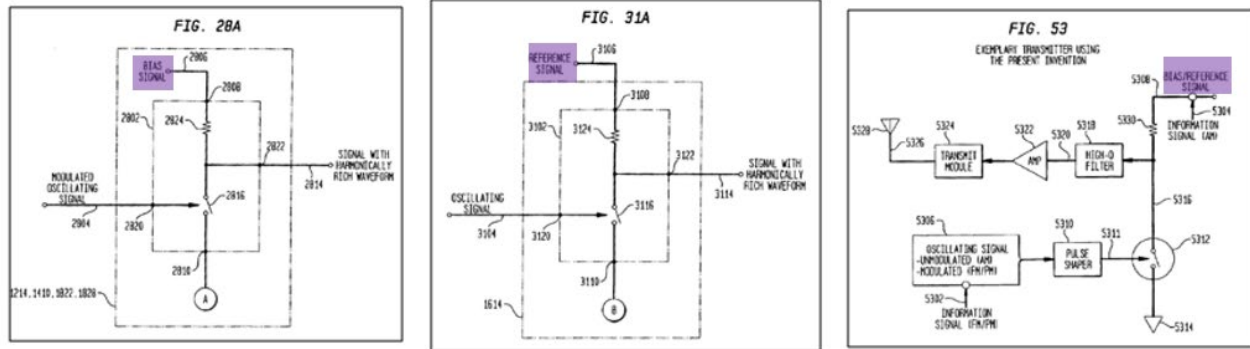 FIG. 28A
2806
BIAS
SIGNAL
2808
2802
2824
2822
SIGNAL WITH
HARMONICALLY
RICH WAVEFORM
2814
MODULATED
OSCILLATING
SIGNAL
2816
2804
2820
2810
A
1214,1410,1822,1828
FIG. 31A
3106
REFERENCE
SIGNAL
3108
3102
3124
3122
SIGNAL WITH
HARMONICALLY
RICH WAVEFORM
3114
OSCILLATING
SIGNAL
3116
3104
3120
3110
B
1614
FIG. 53
EXEMPLARY TRANSMITTER USING
THE PRESENT INVENTION
BIAS/REFERENCE
SIGNAL
5308
5304
INFORMATION
SIGNAL (AM)
5330
5328
5326
5324
TRANSMIT
MODULE
5322
AMP
5320
5318
HIGH-Q
FILTER
5316
5306
OSCILLATING SIGNAL
-UNMODULATED (AM)
-MODULATED (FM/PM)
5310
PULSE
SHAPER
5311
5312
5302
INFORMATION
SIGNAL (FM/PM)
5314